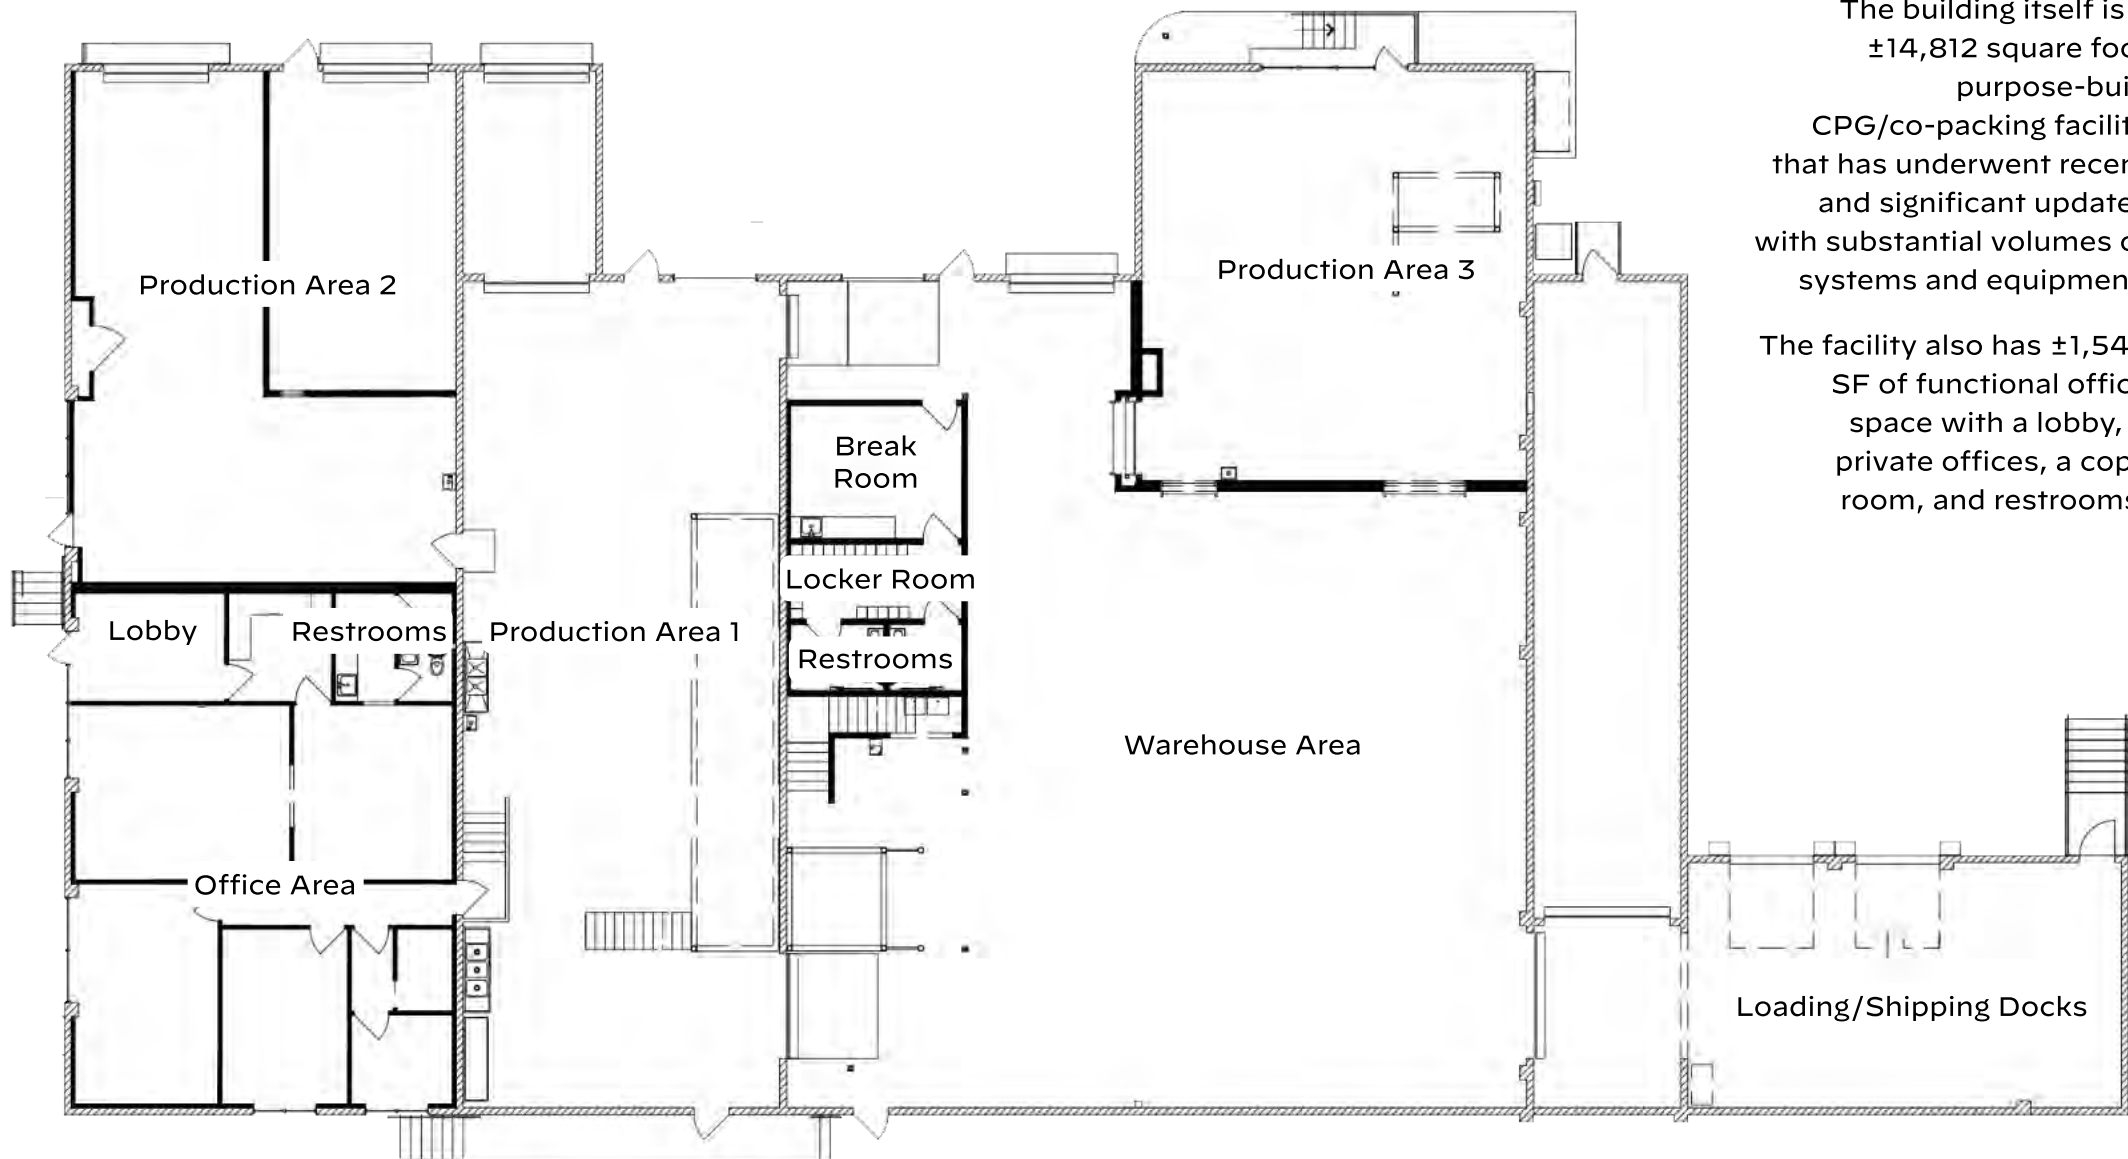 The building itself is
±14,812 square foo
purpose-bui
CPG/co-packing facilit
that has underwent recen
and significant update
with substantial volumes o
systems and equipmen
The facility also has ±1,54
SF of functional offic
space with a lobby,
private offices, a cop
room, and restrooms
Production Area 2
Production Area 3
Break
Room
Locker Room
Lobby
Restrooms
Production Area 1
Restrooms
Warehouse Area
Office Area
Loading/Shipping Docks